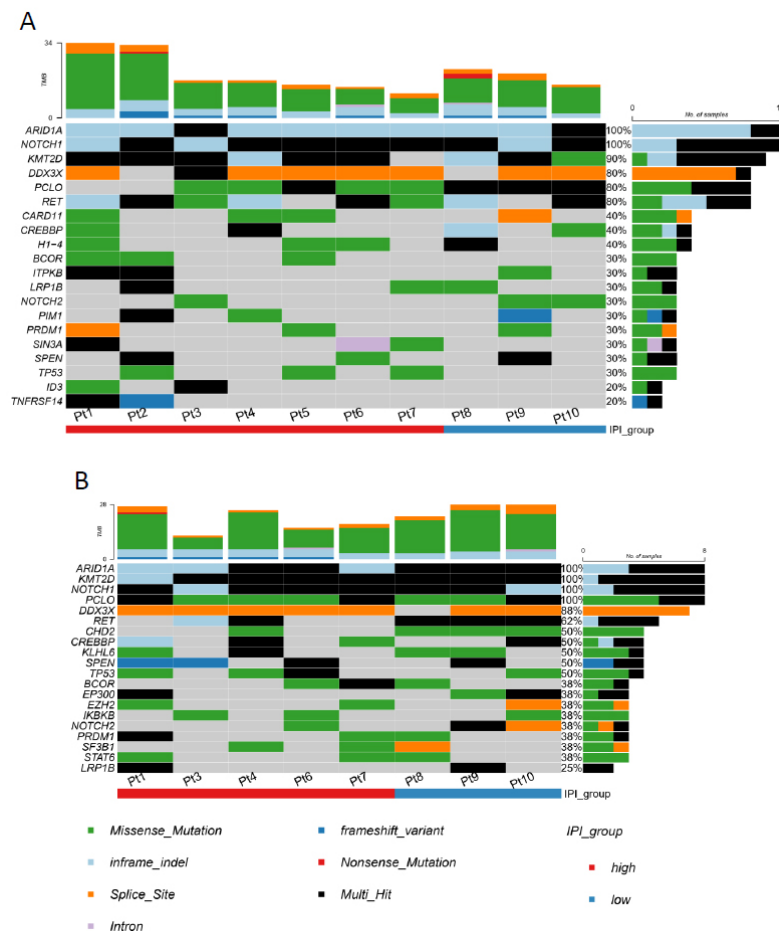 A
34
TMB
0
0
No. of samples
ARID1A 100%
NOTCH1 100%
KMT2D 90%
DDX3X 80%
PCLO 80%
RET 80%
CARD11 40%
CREBBP 40%
H1-4 40%
BCOR 30%
ITPKB 30%
LRP1B 30%
NOTCH2 30%
PIM1 30%
PRDM1 30%
SIN3A 30%
SPEN 30%
TP53 30%
ID3 20%
TNFRSF14 20%
Pt1 Pt2 Pt3 Pt4 Pt5 Pt6 Pt7 Pt8 Pt9 Pt10
IPI_group
B
28
TMB
0
0 8
No. of samples
ARID1A 100%
KMT2D 100%
NOTCH1 100%
PCLO 100%
DDX3X 88%
RET 62%
CHD2 50%
CREBBP 50%
KLHL6 50%
SPEN 50%
TP53 50%
BCOR 38%
EP300 38%
EZH2 38%
IKBKB 38%
NOTCH2 38%
PRDM1 38%
SF3B1 38%
STAT6 38%
LRP1B 25%
Pt1 Pt3 Pt4 Pt6 Pt7 Pt8 Pt9 Pt10
IPI_group
Missense_Mutation frameshift_variant IPI_group
inframe_indel Nonsense_Mutation high
Splice_Site Multi_Hit low
Intron